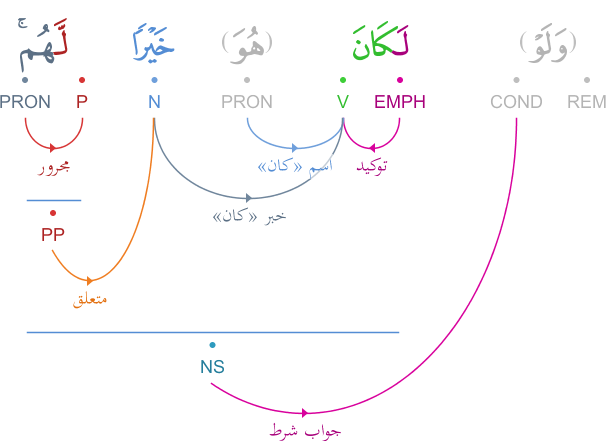 (وَلَوْ) لَكَانَ (هُوَ) خَيْرًا لَّهُمْ ۚ
PRON P N PRON V EMPH COND REM
مجرور خبر «كان» اسم «كان» توكيد
PP
متعلق
NS
جواب شرط